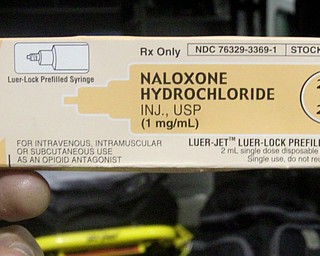 Rx Only NDC 76329-3369-1 STOCK
Luer-Lock Prefilled Syringe
NALOXONE
HYDROCHLORIDE
INJ., USP
(1 mg/mL)
FOR INTRAVENOUS, INTRAMUSCULAR
OR SUBCUTANEOUS USE
AS AN OPIOID ANTAGONIST
LUER-JET™ LUER-LOCK PREFILL
2 mL single dose disposable
Single use, do not re